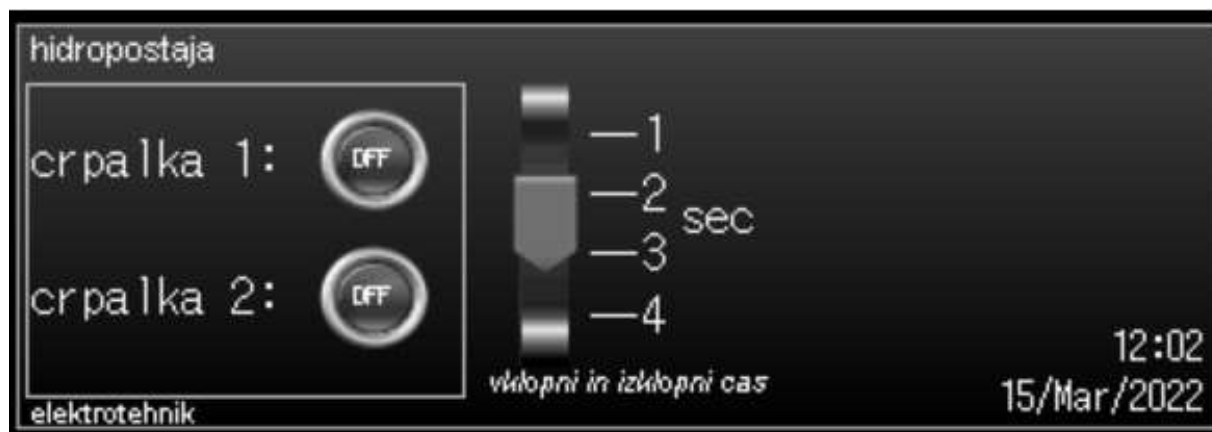 hidropostaja
crpalka 1: OFF
crpalka 2: OFF
elektrotehnik
1
2
sec
3
4
vklopni in izklopni cas
12:02
15/Mar/2022